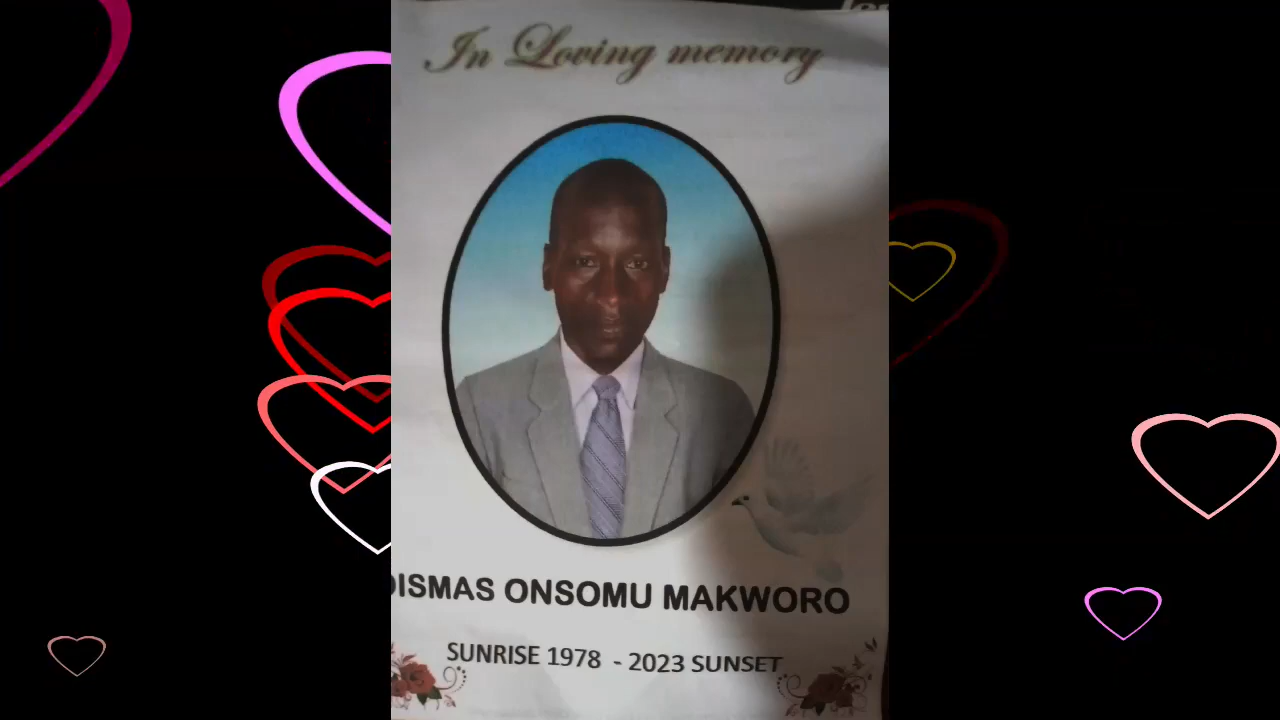 In Loving memory
DISMAS ONSOMU MAKWORO
SUNRISE 1978 - 2023 SUNSET